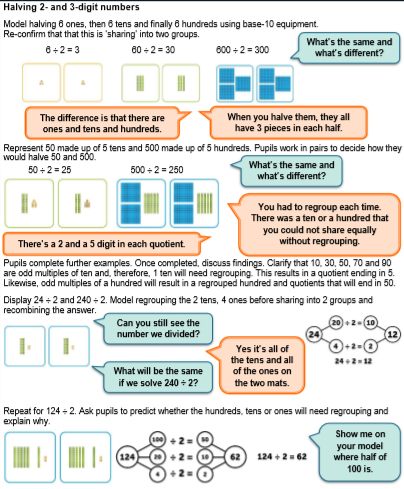 Halving 2- and 3-digit numbers
Model halving 6 ones, then 6 tens and finally 6 hundreds using base-10 equipment.
Re-confirm that that this is 'sharing' into two groups.
6 ÷ 2 = 3
60 ÷ 2 = 30
600 ÷ 2 = 300
What's the same and
what's different?
The difference is that there are
ones and tens and hundreds.
When you halve them, they all
have 3 pieces in each half.
Represent 50 made up of 5 tens and 500 made up of 5 hundreds. Pupils work in pairs to decide how they
would halve 50 and 500.
50 ÷ 2 = 25
500 ÷ 2 = 250
What's the same and
what's different?
You had to regroup each time.
There was a ten or a hundred that
you could not share equally
without regrouping.
There's a 2 and a 5 digit in each quotient.
Pupils complete further examples. Once completed, discuss findings. Clarify that 10, 30, 50, 70 and 90
are odd multiples of ten and, therefore, 1 ten will need regrouping. This results in a quotient ending in 5.
Likewise, odd multiples of a hundred will result in a regrouped hundred and quotients that will end in 50.
Display 24 ÷ 2 and 240 ÷ 2. Model regrouping the 2 tens, 4 ones before sharing into 2 groups and
recombining the answer.
Can you still see the
number we divided?
What will be the same
if we solve 240 ÷ 2?
Yes it's all of
the tens and all
of the ones on
the two mats.
20 ÷ 2 = 10
24
12
4 ÷ 2 = 2
24 ÷ 2 = 12
Repeat for 124 ÷ 2. Ask pupils to predict whether the hundreds, tens or ones will need regrouping and
explain why.
100 ÷ 2 = 50
124
20 ÷ 2 = 10
62
4 ÷ 2 = 2
124 ÷ 2 = 62
Show me on
your model
where half of
100 is.